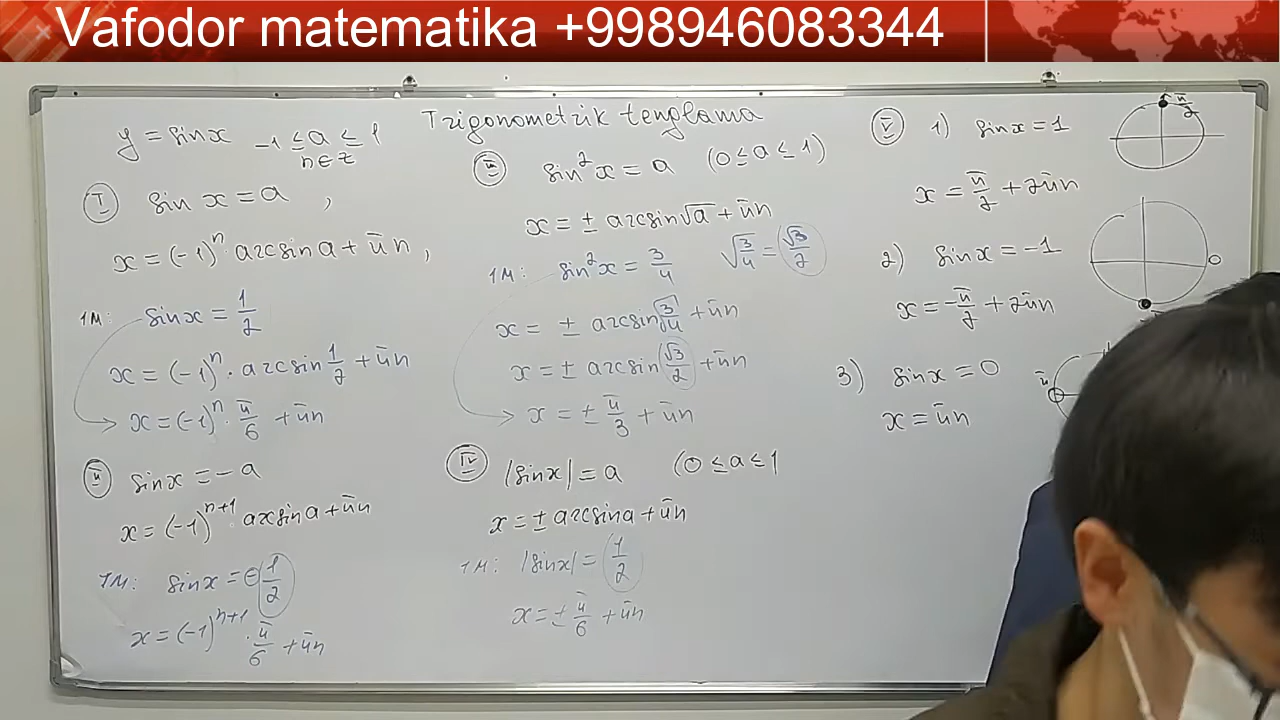 Vafodor matematika +998946083344
Trigonometrik tenglama
y = sinx   -1 ≤ a ≤ 1
n ∈ z
I   sin x = a   ,
x = (-1)^n · arcsin a + π n ,
1M:   sinx = 1/2
x = (-1)^n · arcsin 1/2 + πn
x = (-1)^n · π/6 + πn
II   sinx = -a
x = (-1)^{n+1} · arcsin a + πn
1M:   sinx = -1/2
x = (-1)^{n+1} · π/6 + πn
III   sin²x = a   (0 ≤ a ≤ 1)
x = ± arcsin√a + πn
1M:   sin²x = 3/4   √(3/4) = √3/2
x = ± arcsin√(3/4) + πn
x = ± arcsin √3/2 + πn
x = ± π/3 + πn
IV   |sinx| = a   (0 ≤ a ≤ 1
x = ± arcsina + πn
1M:   |sinx| = 1/2
x = ± π/6 + πn
V   1)   sinx = 1   π/2
x = π/2 + 2πn
2)   sinx = -1   0
x = -π/2 + 2πn
3)   sinx = 0   π
x = πn